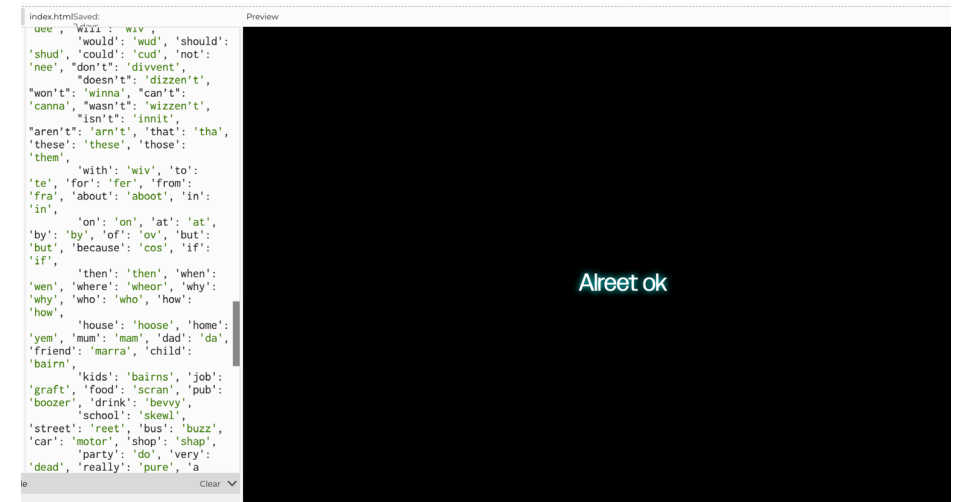 index.htmlSaved:
Preview
'dee', 'will': 'wiv',
'would': 'wud', 'should':
'shud', 'could': 'cud', 'not':
'nee', "don't": 'divvent',
"doesn't": 'dizzen't',
"won't": 'winna', "can't":
'canna', "wasn't": 'wizzen't',
"isn't": 'innit',
"aren't": 'arn't', 'that': 'tha',
'these': 'these', 'those':
'them',
'with': 'wiv', 'to':
'te', 'for': 'fer', 'from':
'fra', 'about': 'aboot', 'in':
'in',
'on': 'on', 'at': 'at',
'by': 'by', 'of': 'ov', 'but':
'but', 'because': 'cos', 'if':
'if',
'then': 'then', 'when':
'wen', 'where': 'wheor', 'why':
'why', 'who': 'who', 'how':
'how',
'house': 'hoose', 'home':
'yem', 'mum': 'mam', 'dad': 'da',
'friend': 'marra', 'child':
'bairn',
'kids': 'bairns', 'job':
'graft', 'food': 'scran', 'pub':
'boozer', 'drink': 'bevvy',
'school': 'skewl',
'street': 'reet', 'bus': 'buzz',
'car': 'motor', 'shop': 'shap',
'party': 'do', 'very':
'dead', 'really': 'pure', 'a
le
Clear
Alreet ok